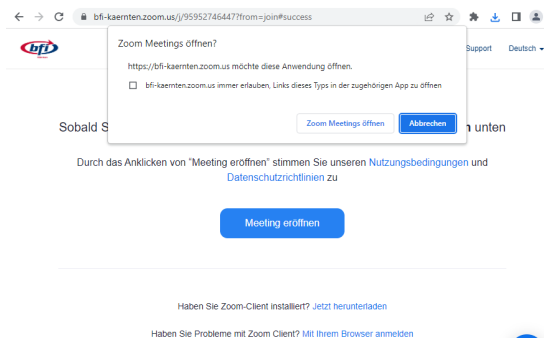 bfi-kaernten.zoom.us/j/95952746447?from=join#success
bfi
Support Deutsch
Zoom Meetings öffnen?
https://bfi-kaernten.zoom.us möchte diese Anwendung öffnen.
bfi-kaernten.zoom.us immer erlauben, Links dieses Typs in der zugehörigen App zu öffnen
Zoom Meetings öffnen Abbrechen
Sobald S unten
Durch das Anklicken von "Meeting eröffnen" stimmen Sie unseren Nutzungsbedingungen und
Datenschutzrichtlinien zu
Meeting eröffnen
Haben Sie Zoom-Client installiert? Jetzt herunterladen
Haben Sie Probleme mit Zoom Client? Mit Ihrem Browser anmelden